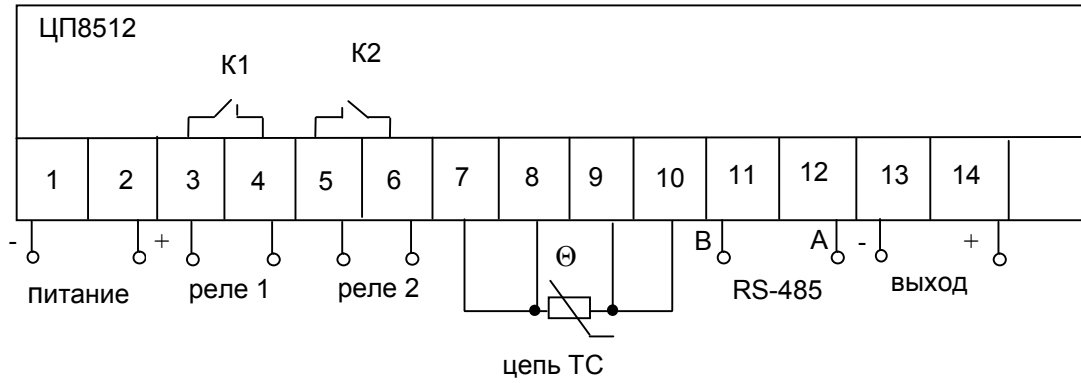 ЦП8512
К1 К2
1 2 3 4 5 6 7 8 9 10 11 12 13 14
- + В А - +
питание реле 1 реле 2 Θ RS-485 выход
цепь ТС